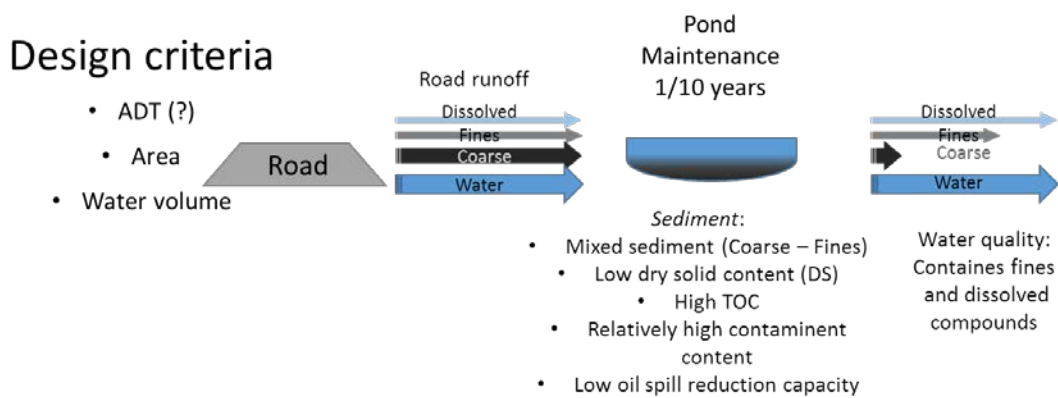 Design criteria
• ADT (?)
• Area
• Water volume
Road
Road runoff
Dissolved
Fines
Coarse
Water
Pond
Maintenance
1/10 years
Sediment:
• Mixed sediment (Coarse – Fines)
• Low dry solid content (DS)
• High TOC
• Relatively high contaminent
content
• Low oil spill reduction capacity
Dissolved
Fines
Coarse
Water
Water quality:
Containes fines
and dissolved
compounds